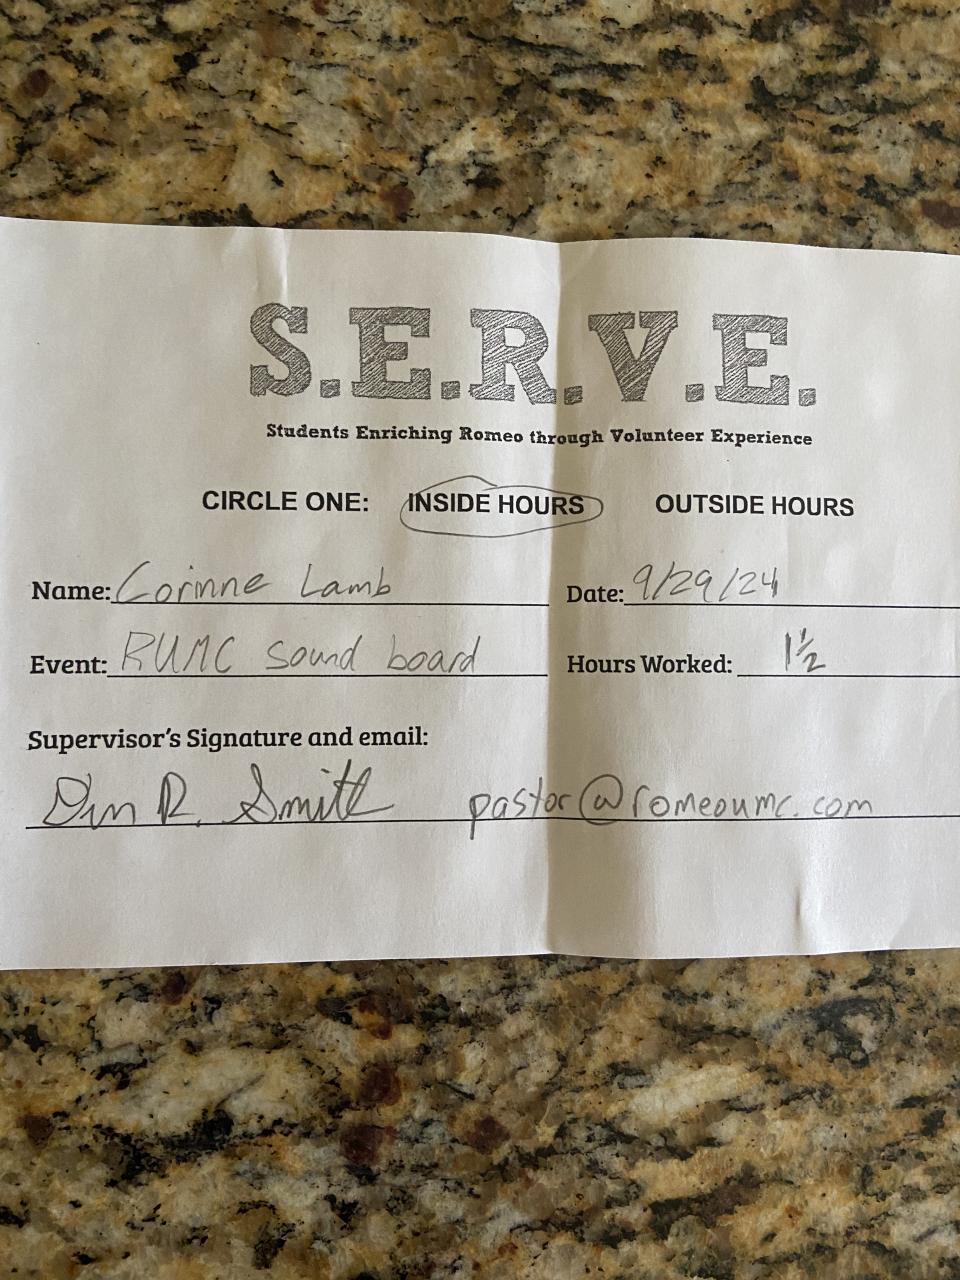 S.E.R.V.E.
Students Enriching Romeo through Volunteer Experience
CIRCLE ONE: INSIDE HOURS OUTSIDE HOURS
Name: Corinne Lamb Date: 9/29/24
Event: RUMC sound board Hours Worked: 1½
Supervisor's Signature and email:
R. Smith pastor@romeoumc.com